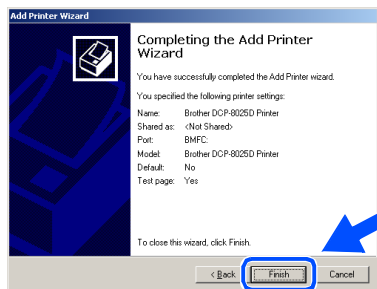 Add Printer Wizard
Completing the Add Printer
Wizard
You have successfully completed the Add Printer wizard.
You specified the following printer settings:
Name: Brother DCP-8025D Printer
Shared as: <Not Shared>
Port: BMFC:
Model: Brother DCP-8025D Printer
Default: No
Test page: Yes
To close this wizard, click Finish.
< Back Finish Cancel